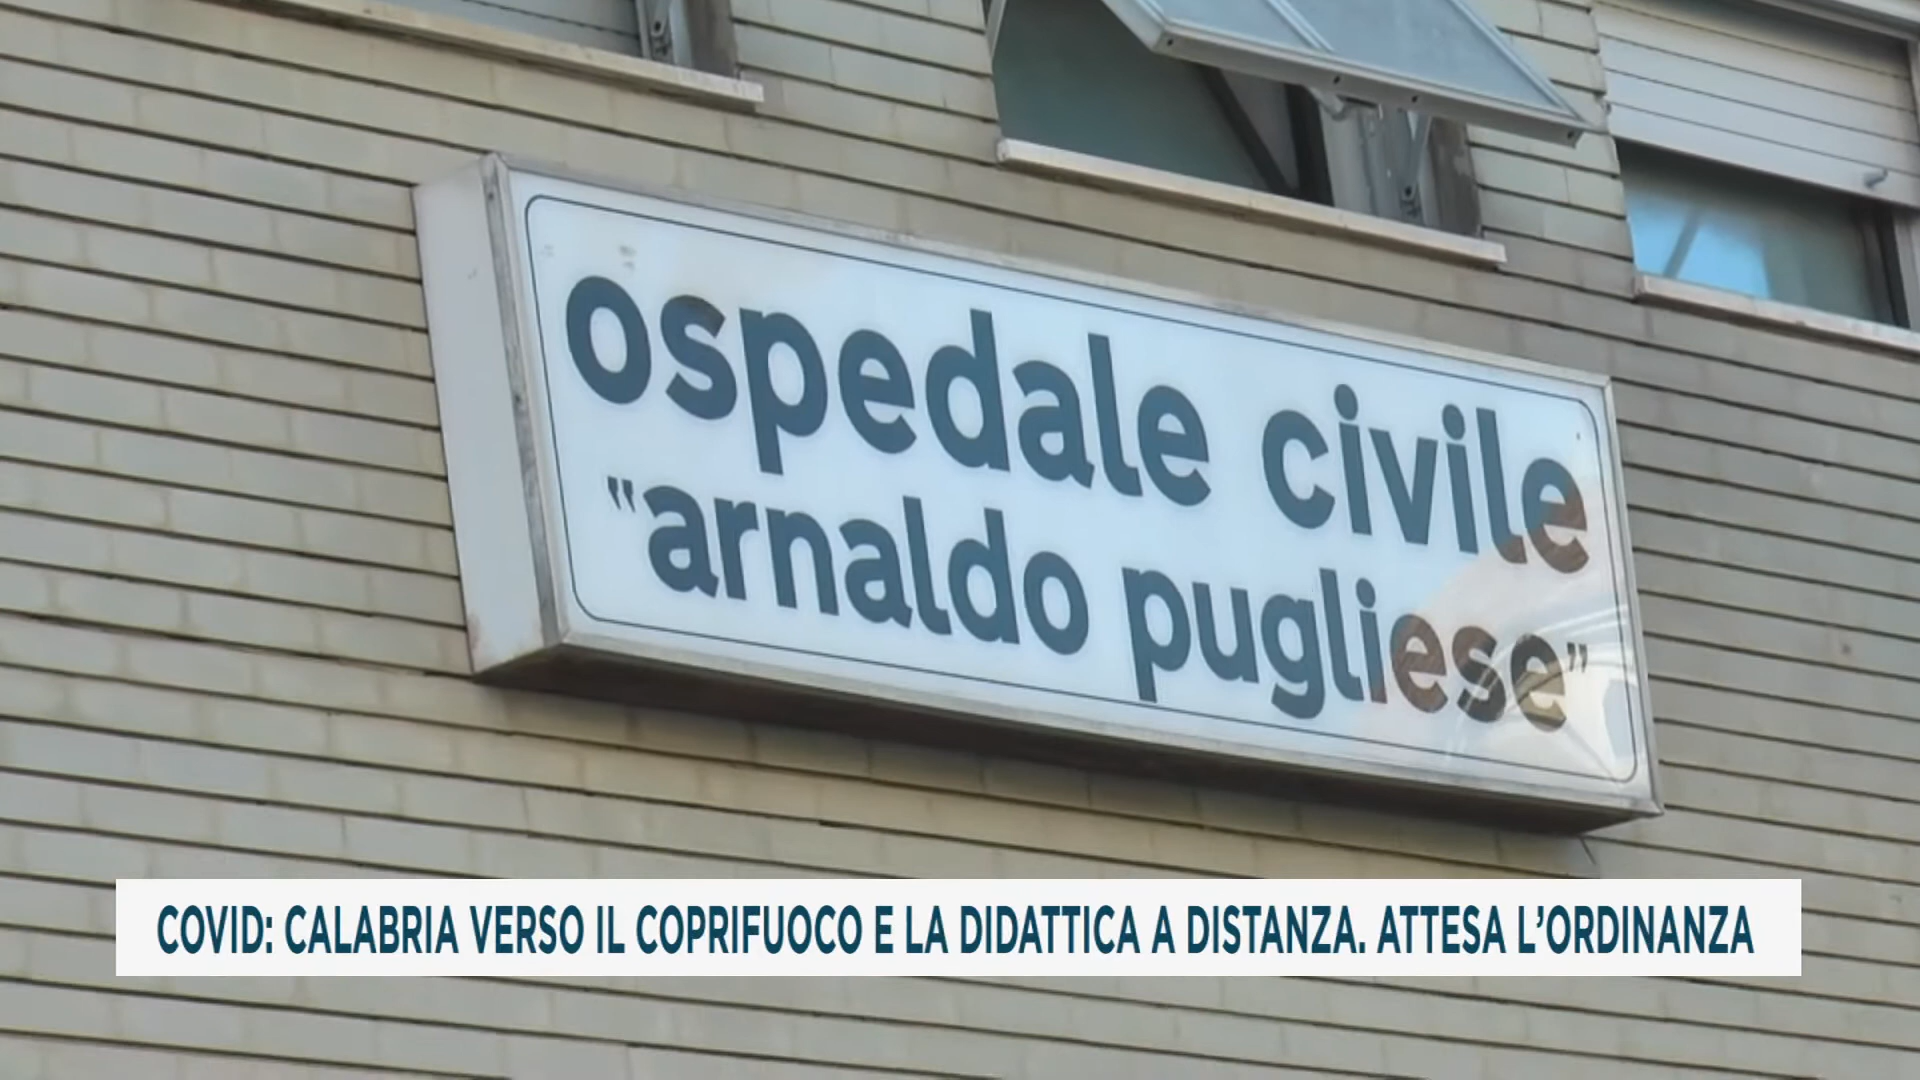 ospedale civile
"arnaldo pugliese"
COVID: CALABRIA VERSO IL COPRIFUOCO E LA DIDATTICA A DISTANZA. ATTESA L'ORDINANZA